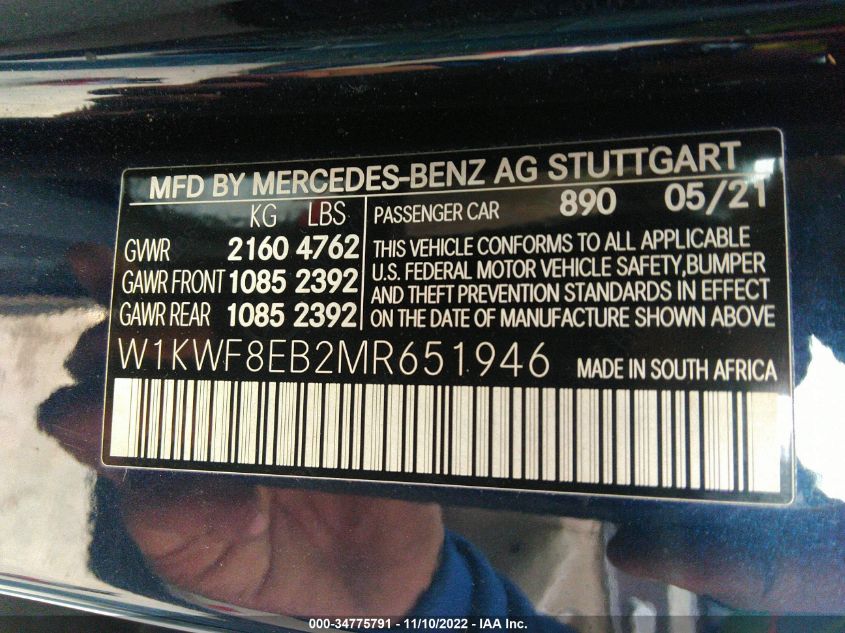 MFD BY MERCEDES-BENZ AG STUTTGART
KG LBS
GVWR 2160 4762
GAWR FRONT 1085 2392
GAWR REAR 1085 2392
PASSENGER CAR 890 05/21
THIS VEHICLE CONFORMS TO ALL APPLICABLE
U.S. FEDERAL MOTOR VEHICLE SAFETY,BUMPER
AND THEFT PREVENTION STANDARDS IN EFFECT
ON THE DATE OF MANUFACTURE SHOWN ABOVE
W1KWF8EB2MR651946 MADE IN SOUTH AFRICA
000-34775791 - 11/10/2022 - IAA Inc.